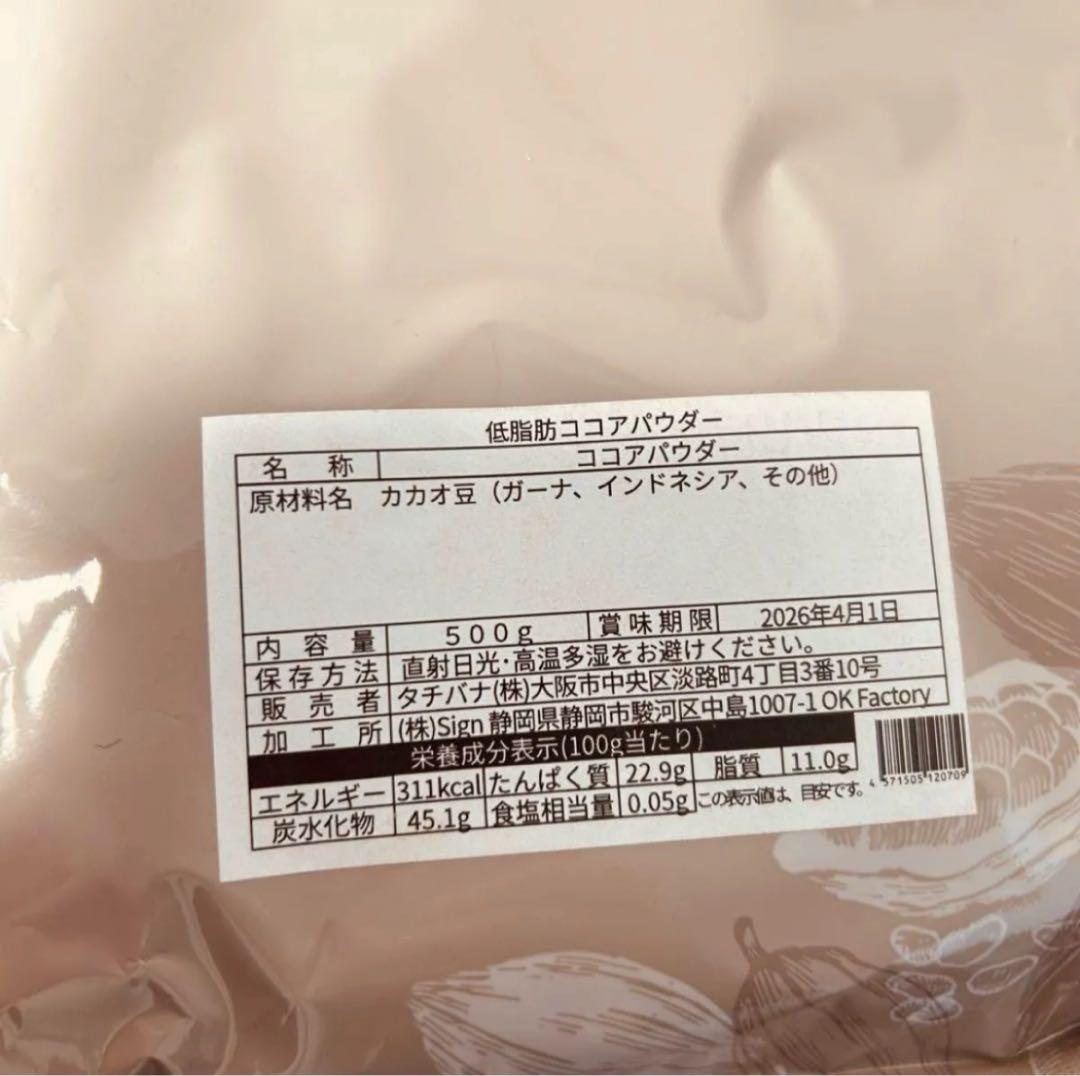 低脂肪ココアパウダー
名 称 ココアパウダー
原材料名 カカオ豆（ガーナ、インドネシア、その他）
内 容 量 500g 賞味期限 2026年4月1日
保存方法 直射日光･高温多湿をお避けください。
販 売 者 タチバナ(株)大阪市中央区淡路町4丁目3番10号
加 工 所 (株)Sign 静岡県静岡市駿河区中島1007-1 OK Factory
栄養成分表示(100g当たり)
エネルギー 311kcal たんぱく質 22.9g 脂質 11.0g
炭水化物 45.1g 食塩相当量 0.05g この表示値は、目安です。
4 571505 120709